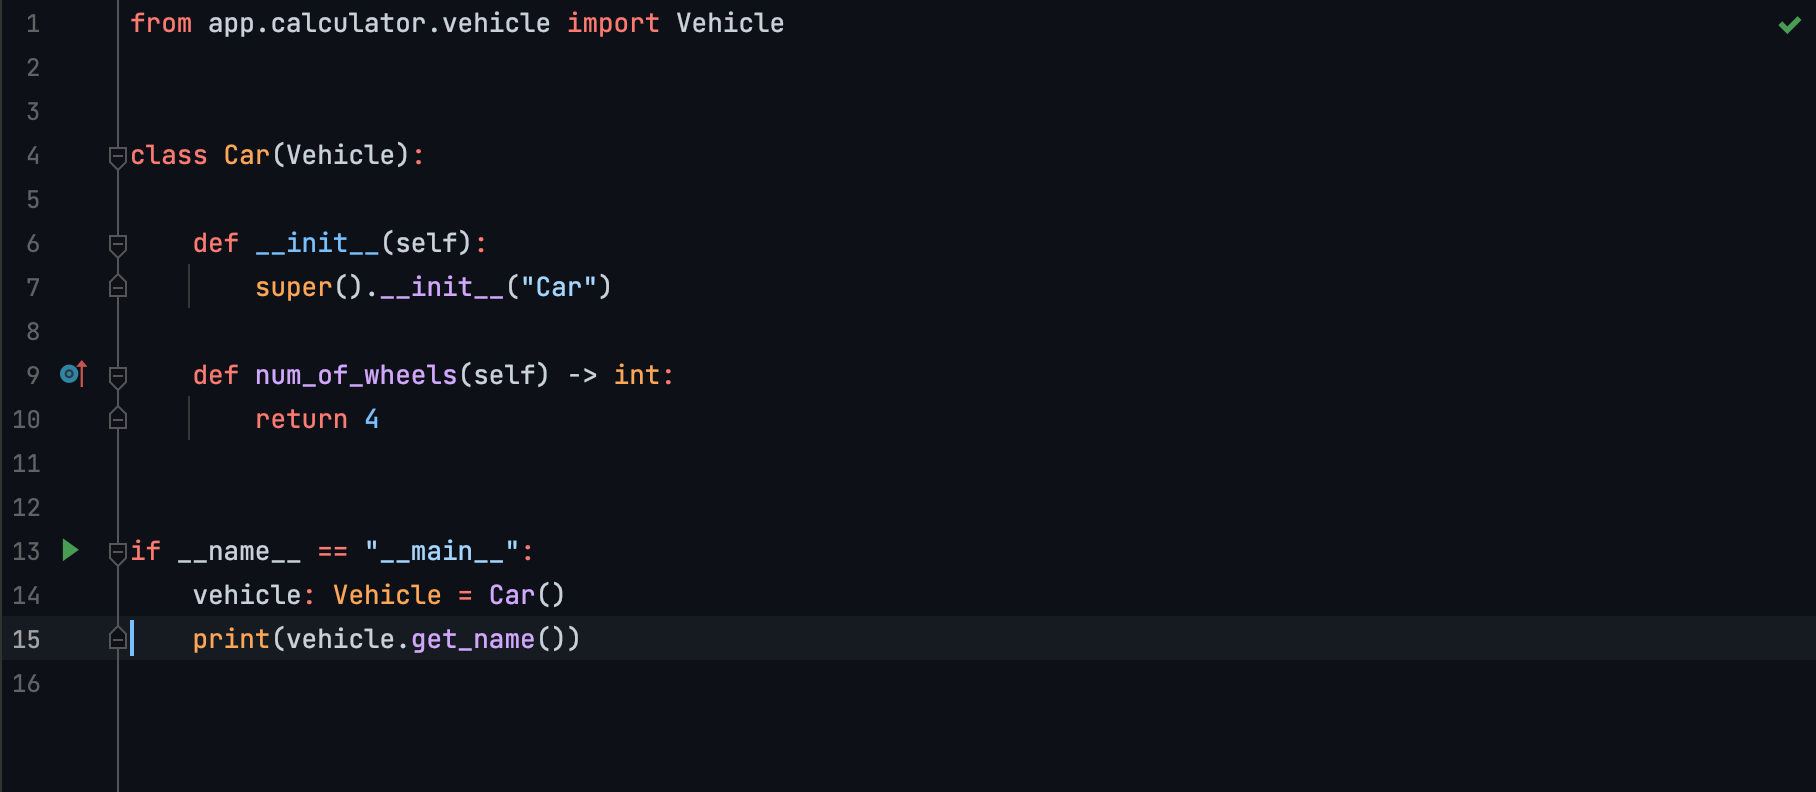 1 from app.calculator.vehicle import Vehicle
2
3
4 class Car(Vehicle):
5
6     def __init__(self):
7         super().__init__("Car")
8
9     def num_of_wheels(self) -> int:
10         return 4
11
12
13 if __name__ == "__main__":
14     vehicle: Vehicle = Car()
15     print(vehicle.get_name())
16